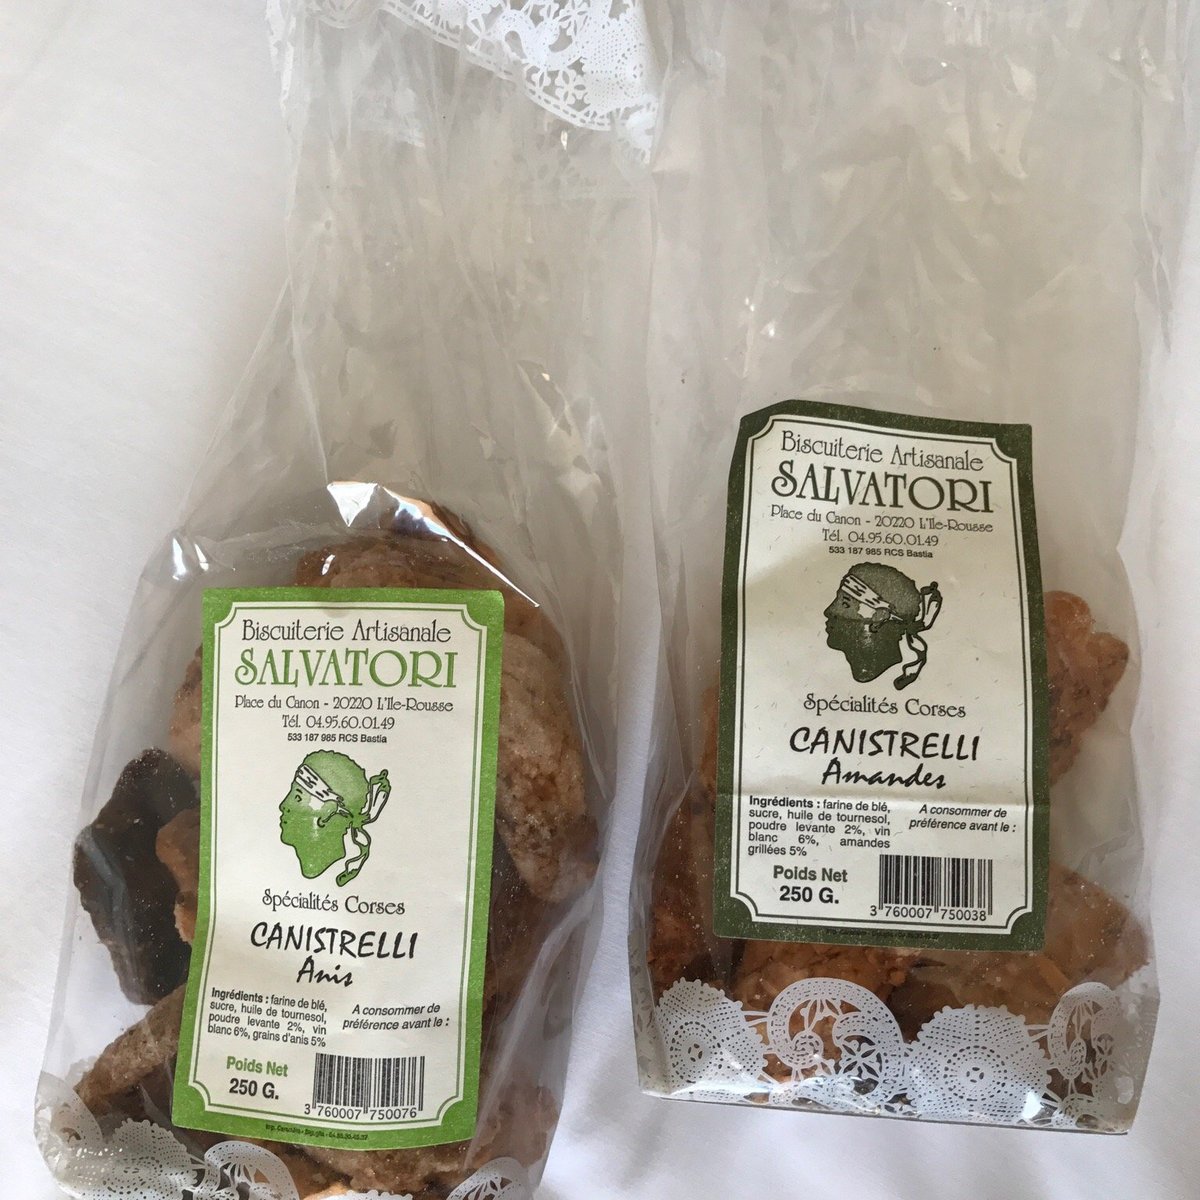 Biscuiterie Artisanale
SALVATORI
Place du Canon - 20220 L'Ile-Rousse
Tél. 04.95.60.01.49
533 187 985 RCS Bastia
Spécialités Corses
CANISTRELLI
Anis
Ingrédients : farine de blé,
sucre, huile de tournesol,
poudre levante 2%, vin
blanc 6%, grains d'anis 5%
A consommer de
préférence avant le :
Poids Net
250 G.
3 760007 750076
Biscuiterie Artisanale
SALVATORI
Place du Canon - 20220 L'Ile-Rousse
Tél. 04.95.60.01.49
533 187 985 RCS Bastia
Spécialités Corses
CANISTRELLI
Amandes
Ingrédients : farine de blé,
sucre, huile de tournesol,
poudre levante 2%, vin
blanc 6%, amandes
grillées 5%
A consommer de
préférence avant le :
Poids Net
250 G.
3 760007 750038